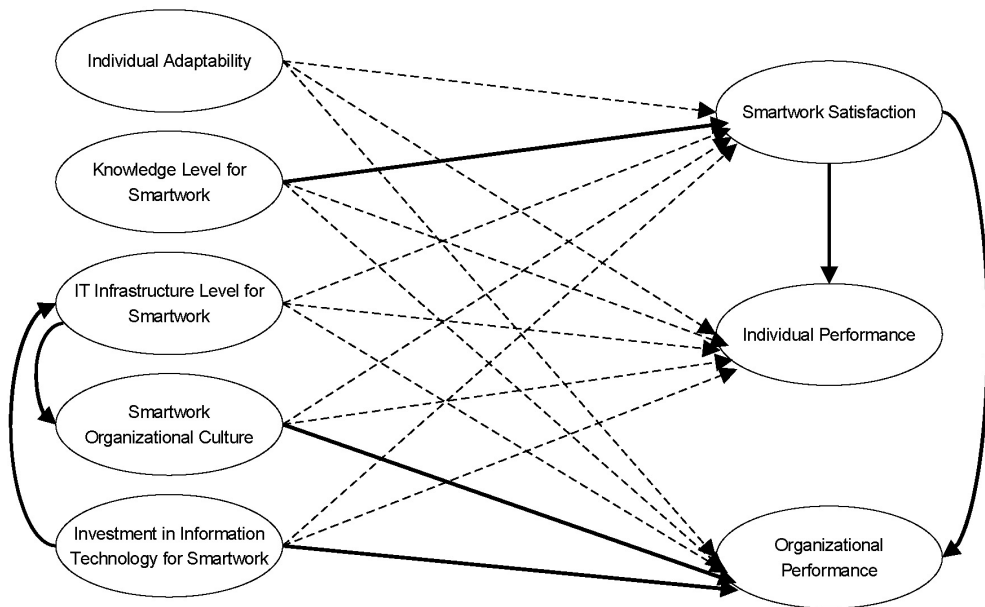 Individual Adaptability
Knowledge Level for
Smartwork
IT Infrastructure Level for
Smartwork
Smartwork
Organizational Culture
Investment in Information
Technology for Smartwork
Smartwork Satisfaction
Individual Performance
Organizational
Performance